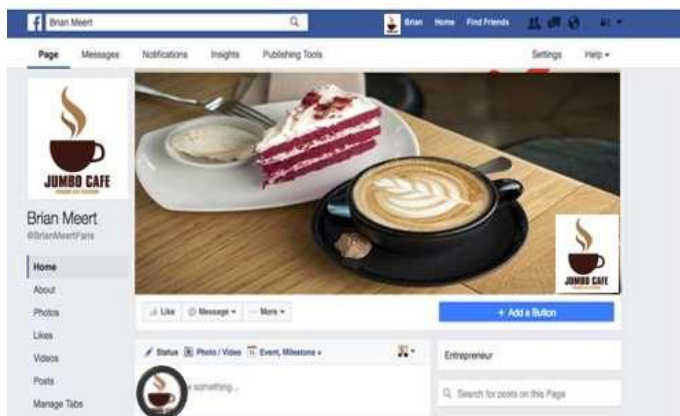 Brian Meert
Brian Home Find Friends
Page Messages Notifications Insights Publishing Tools Settings Help
JUMBO CAFE
Brian Meert
@BrianMeertFans
JUMBO CAFE
Home
About
Photos
Likes
Videos
Posts
Manage Tabs
Like Message More
+ Add a Button
Status Photo / Video Event, Milestone +
something...
Entrepreneur
Search for posts on this Page